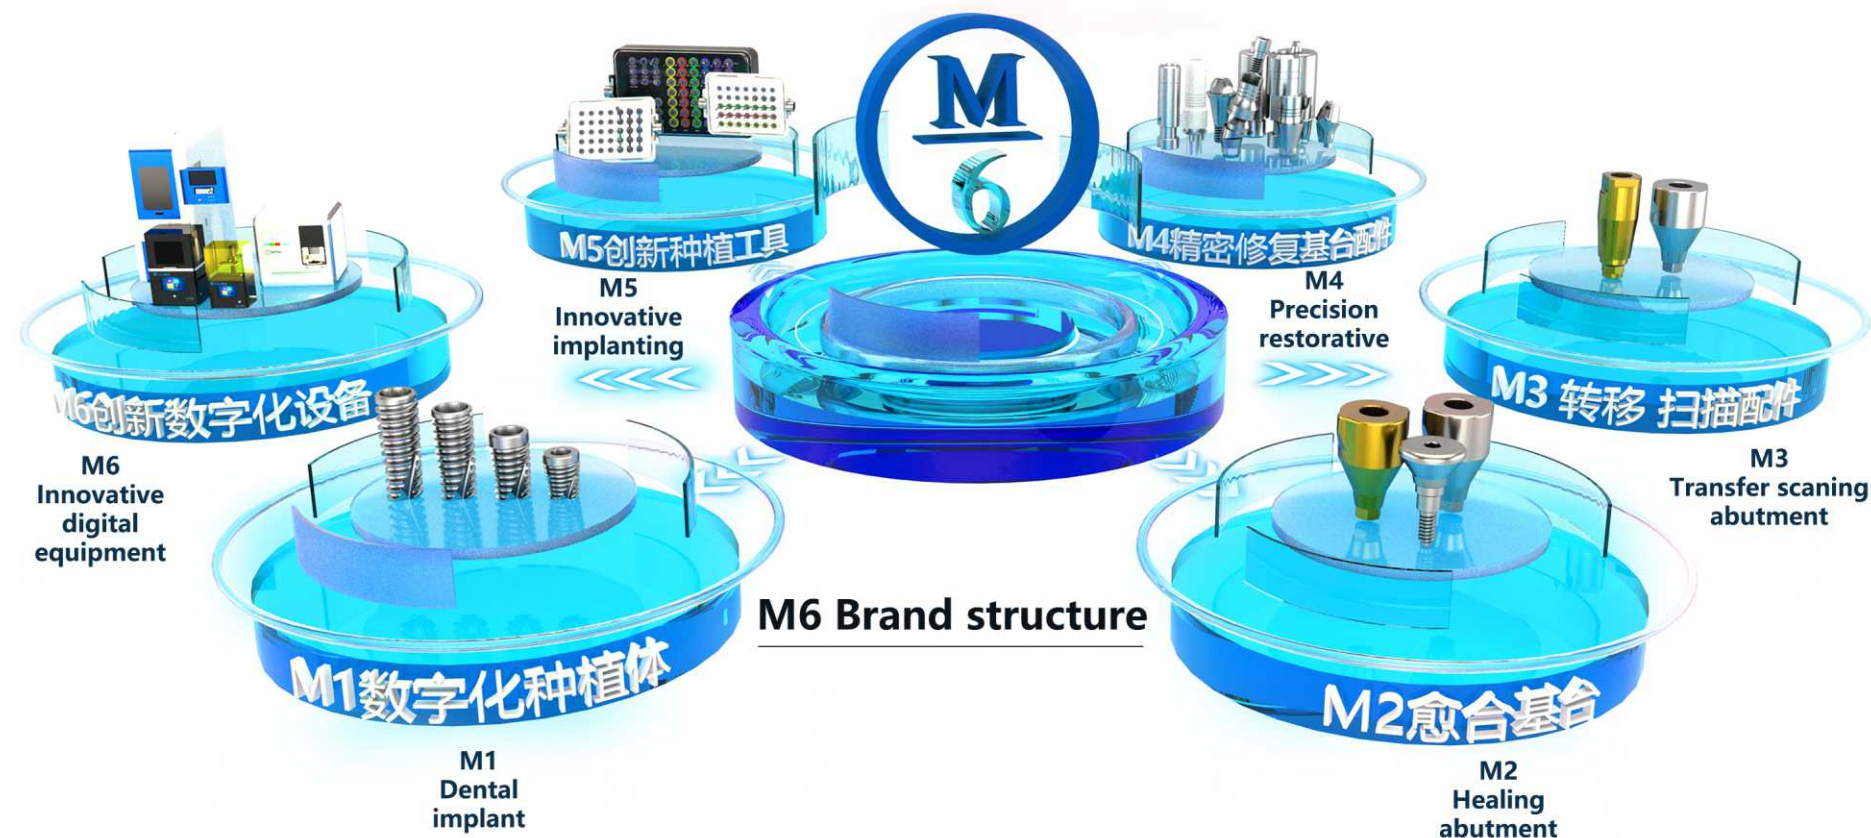 M
6
M5创新种植工具
M5
Innovative
implanting
M4精密修复基台配件
M4
Precision
restorative
M6创新数字化设备
M6
Innovative
digital
equipment
M3 转移 扫描配件
M3
Transfer scaning
abutment
M6 Brand structure
M1数字化种植体
M1
Dental
implant
M2愈合基台
M2
Healing
abutment